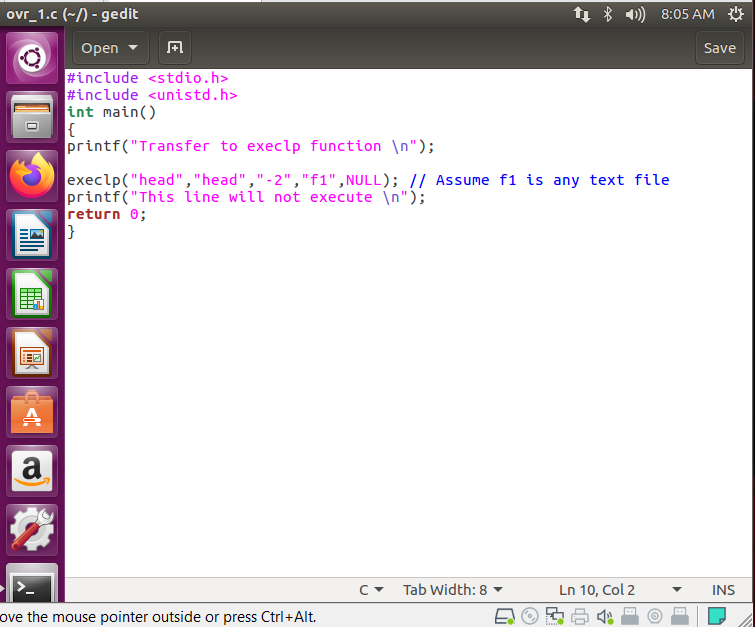 ovr_1.c (~/) - gedit
8:05 AM
Open
Save
#include <stdio.h>
#include <unistd.h>
int main()
{
printf("Transfer to execlp function \n");
execlp("head","head","-2","f1",NULL); // Assume f1 is any text file
printf("This line will not execute \n");
return 0;
}
C
Tab Width: 8
Ln 10, Col 2
INS
ove the mouse pointer outside or press Ctrl+Alt.